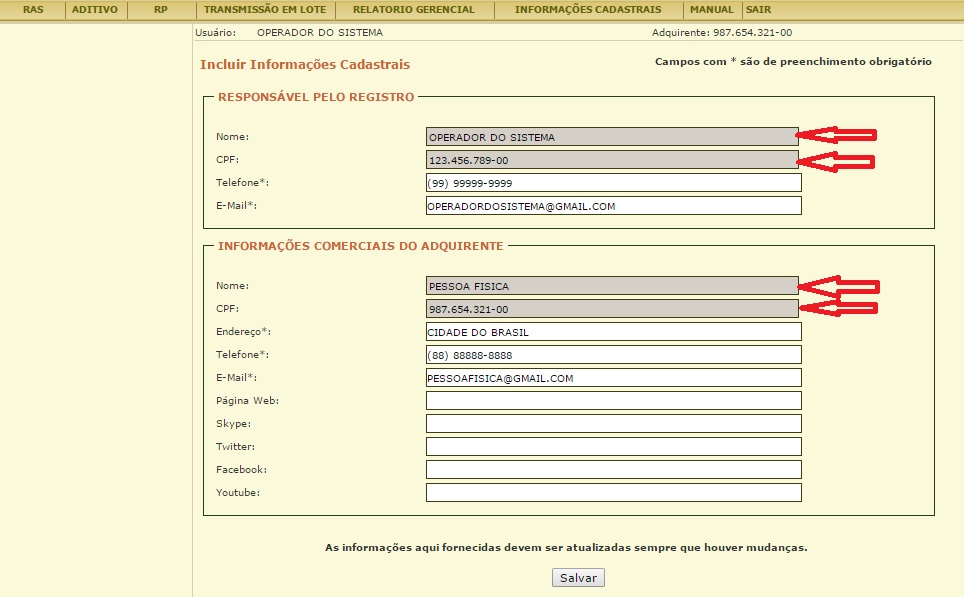 RAS ADITIVO RP TRANSMISSÃO EM LOTE RELATORIO GERENCIAL INFORMAÇÕES CADASTRAIS MANUAL SAIR
Usuário: OPERADOR DO SISTEMA Adquirente: 987.654.321-00
Incluir Informações Cadastrais Campos com * são de preenchimento obrigatório
RESPONSÁVEL PELO REGISTRO
Nome: OPERADOR DO SISTEMA
CPF: 123.456.789-00
Telefone*: (99) 99999-9999
E-Mail*: OPERADORDOSISTEMA@GMAIL.COM
INFORMAÇÕES COMERCIAIS DO ADQUIRENTE
Nome: PESSOA FISICA
CPF: 987.654.321-00
Endereço*: CIDADE DO BRASIL
Telefone*: (88) 88888-8888
E-Mail*: PESSOAFISICA@GMAIL.COM
Página Web:
Skype:
Twitter:
Facebook:
Youtube:
As informações aqui fornecidas devem ser atualizadas sempre que houver mudanças.
Salvar